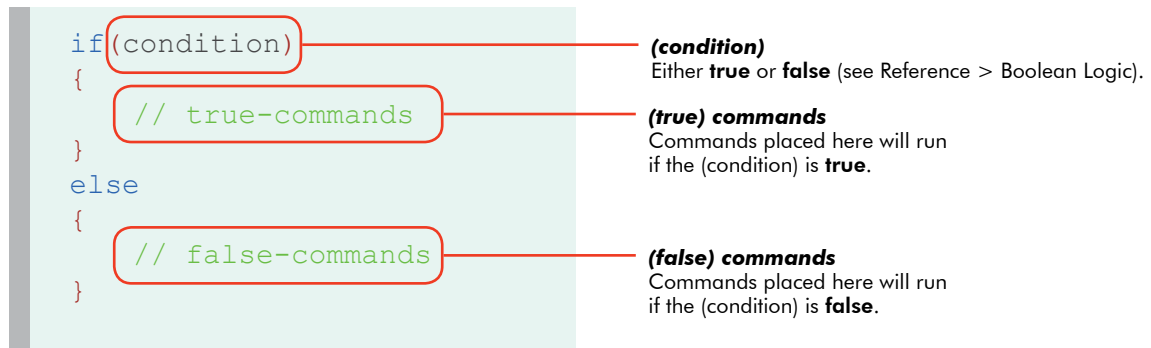 if(condition)
{
// true-commands
}
else
{
// false-commands
}
(condition)
Either true or false (see Reference > Boolean Logic).
(true) commands
Commands placed here will run
if the (condition) is true.
(false) commands
Commands placed here will run
if the (condition) is false.